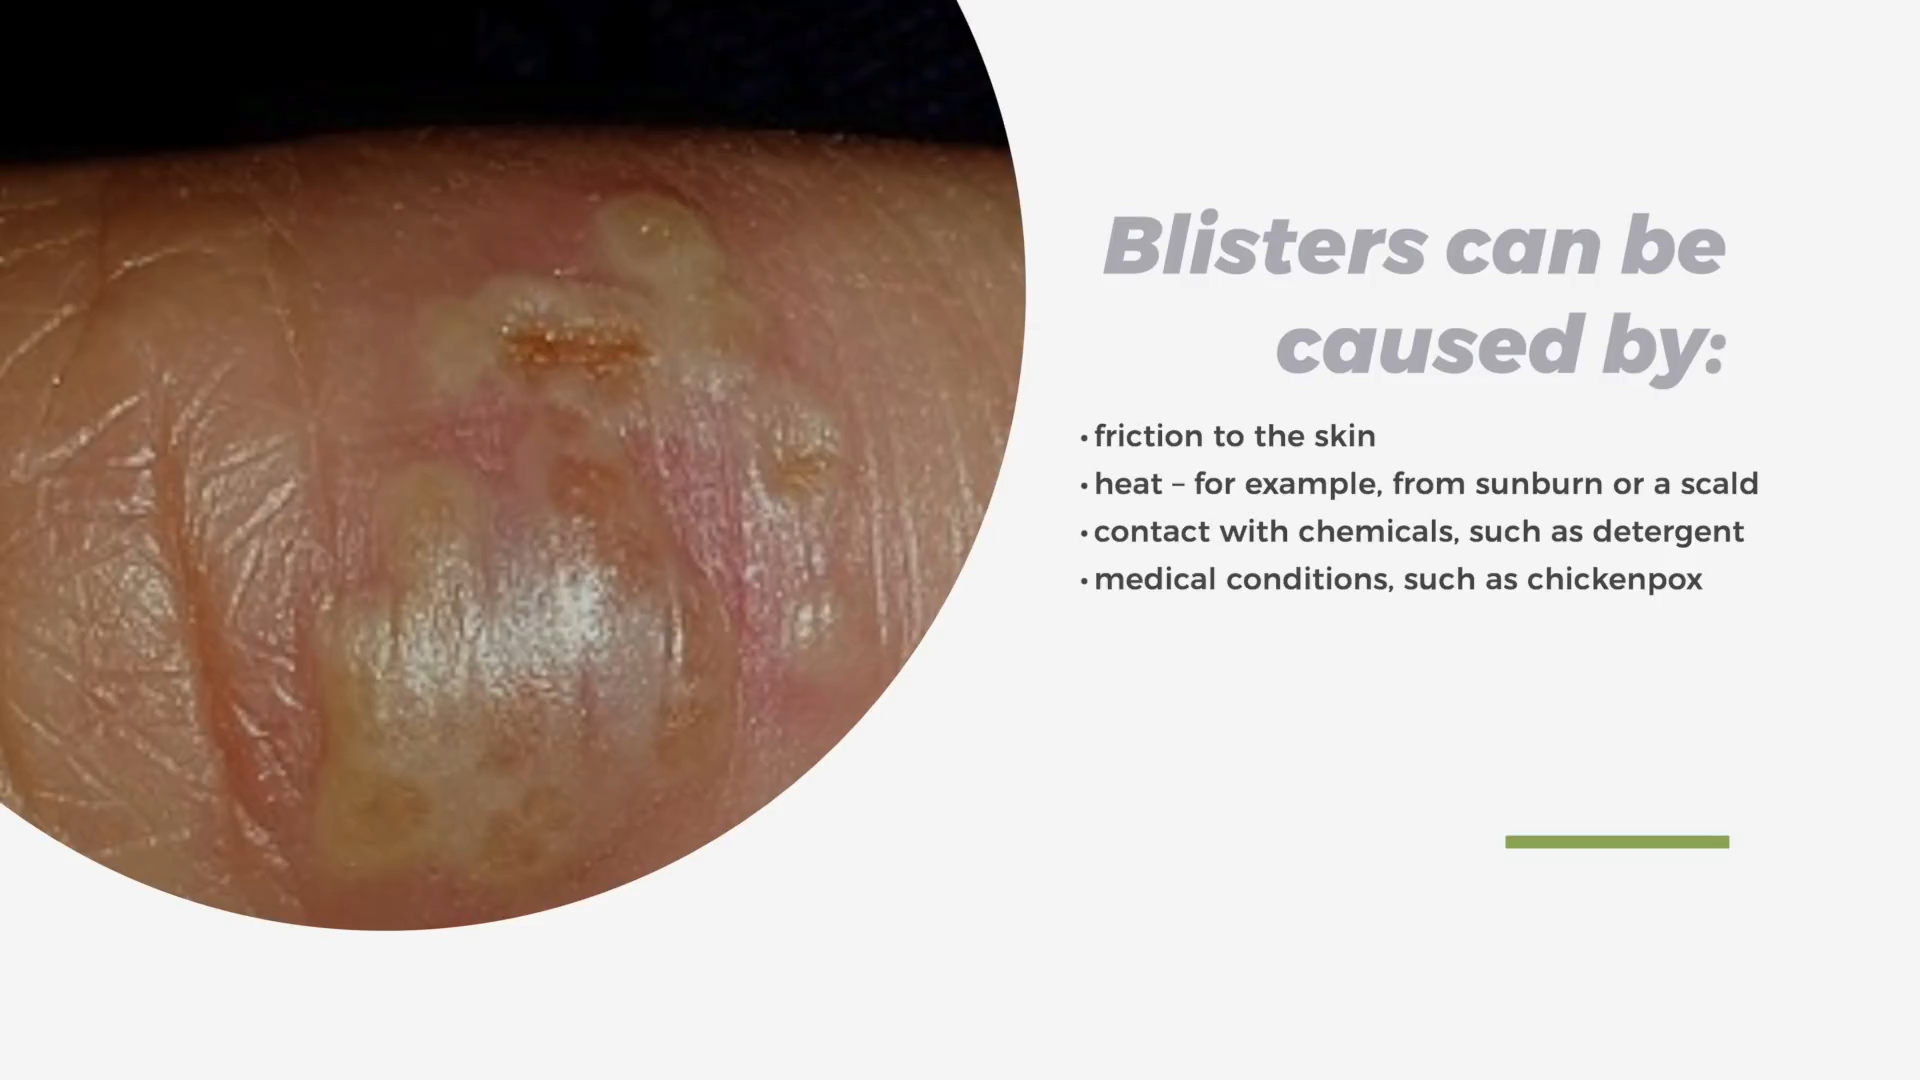 Blisters can be
caused by:
• friction to the skin
• heat – for example, from sunburn or a scald
• contact with chemicals, such as detergent
• medical conditions, such as chickenpox